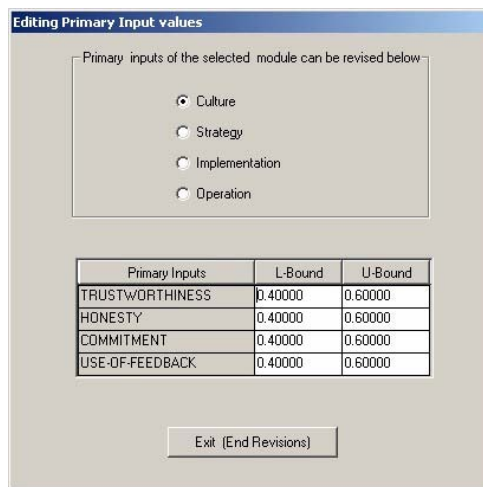 Editing Primary Input values
Primary inputs of the selected module can be revised below
Culture
Strategy
Implementation
Operation
Primary Inputs L-Bound U-Bound
TRUSTWORTHINESS 0.40000 0.60000
HONESTY 0.40000 0.60000
COMMITMENT 0.40000 0.60000
USE-OF-FEEDBACK 0.40000 0.60000
Exit (End Revisions)